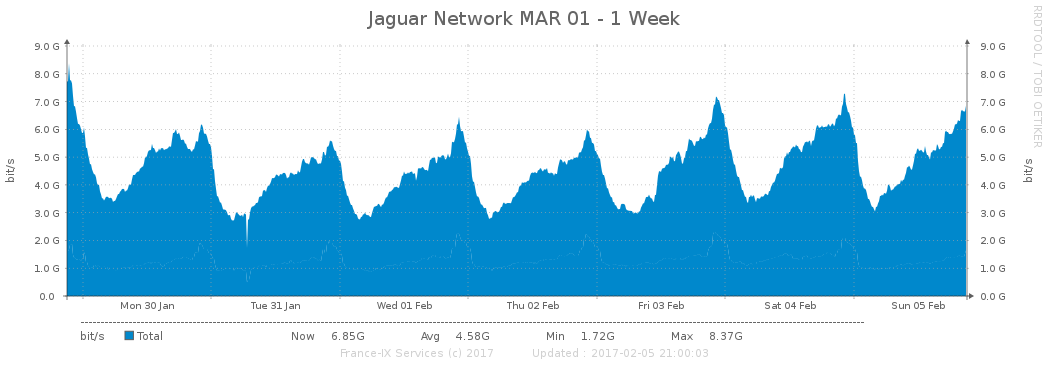 Jaguar Network MAR 01 - 1 Week
RRDTOOL / TOBI OETIKER
bit/s
9.0 G 9.0 G
8.0 G 8.0 G
7.0 G 7.0 G
6.0 G 6.0 G
5.0 G 5.0 G
4.0 G 4.0 G
3.0 G 3.0 G
2.0 G 2.0 G
1.0 G 1.0 G
0.0 0.0 G
bit/s
Mon 30 Jan Tue 31 Jan Wed 01 Feb Thu 02 Feb Fri 03 Feb Sat 04 Feb Sun 05 Feb
bit/s Total Now 6.85G Avg 4.58G Min 1.72G Max 8.37G
France-IX Services (c) 2017 Updated : 2017-02-05 21:00:03